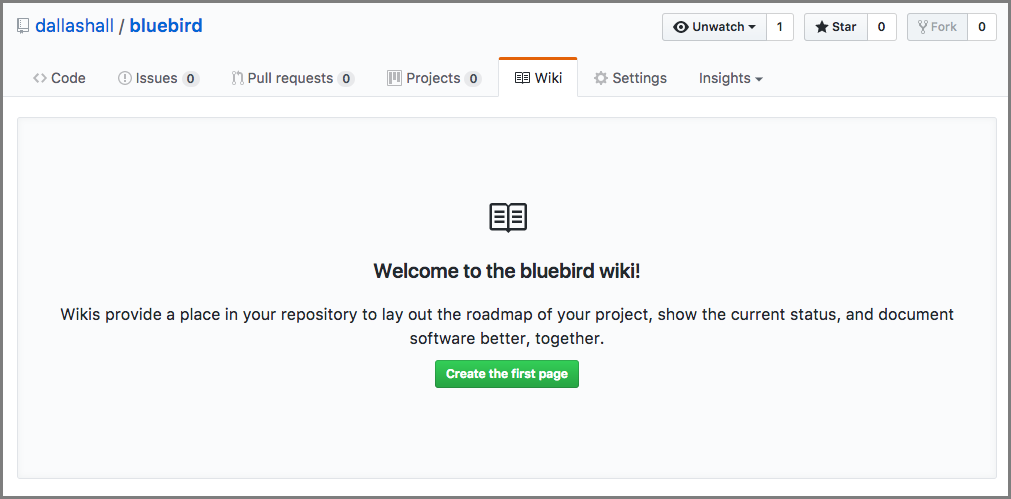 dallashall / bluebird Unwatch 1 Star 0 Fork 0
Code Issues 0 Pull requests 0 Projects 0 Wiki Settings Insights
Welcome to the bluebird wiki!
Wikis provide a place in your repository to lay out the roadmap of your project, show the current status, and document
software better, together.
Create the first page